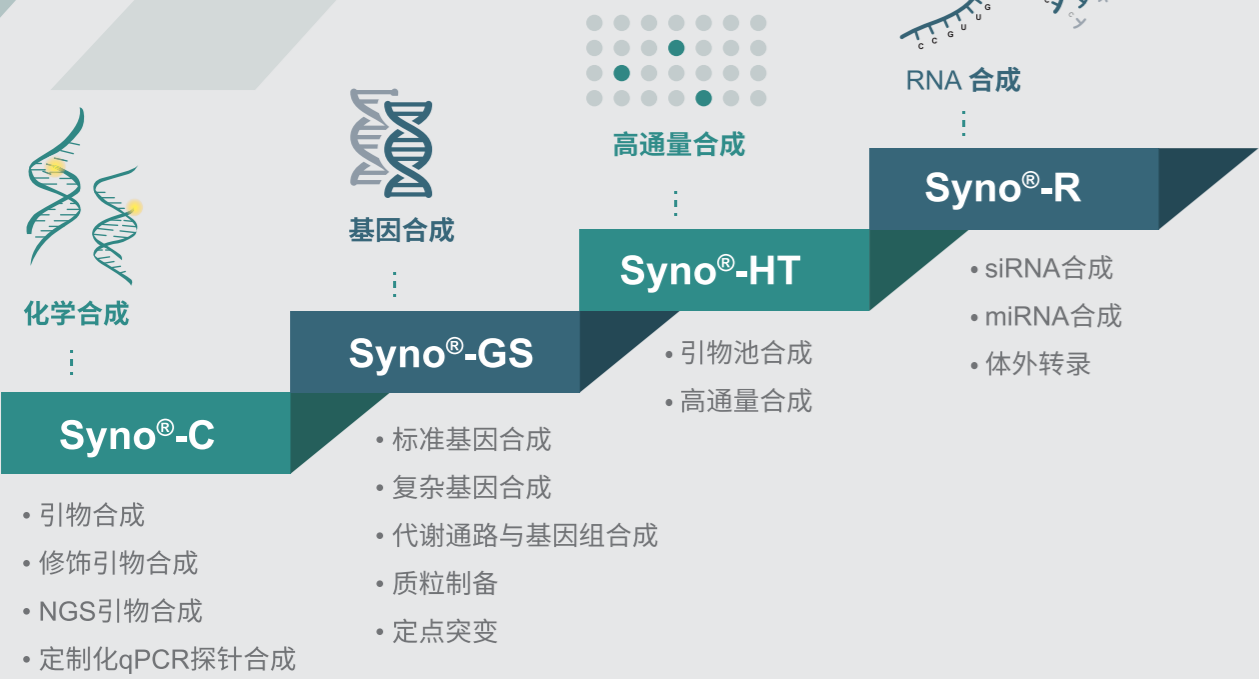 C C G U U G
RNA 合成
高通量合成
基因合成
化学合成
Syno®-R
• siRNA合成
• miRNA合成
• 体外转录
Syno®-HT
• 引物池合成
• 高通量合成
Syno®-GS
• 标准基因合成
• 复杂基因合成
• 代谢通路与基因组合成
• 质粒制备
• 定点突变
Syno®-C
• 引物合成
• 修饰引物合成
• NGS引物合成
• 定制化qPCR探针合成